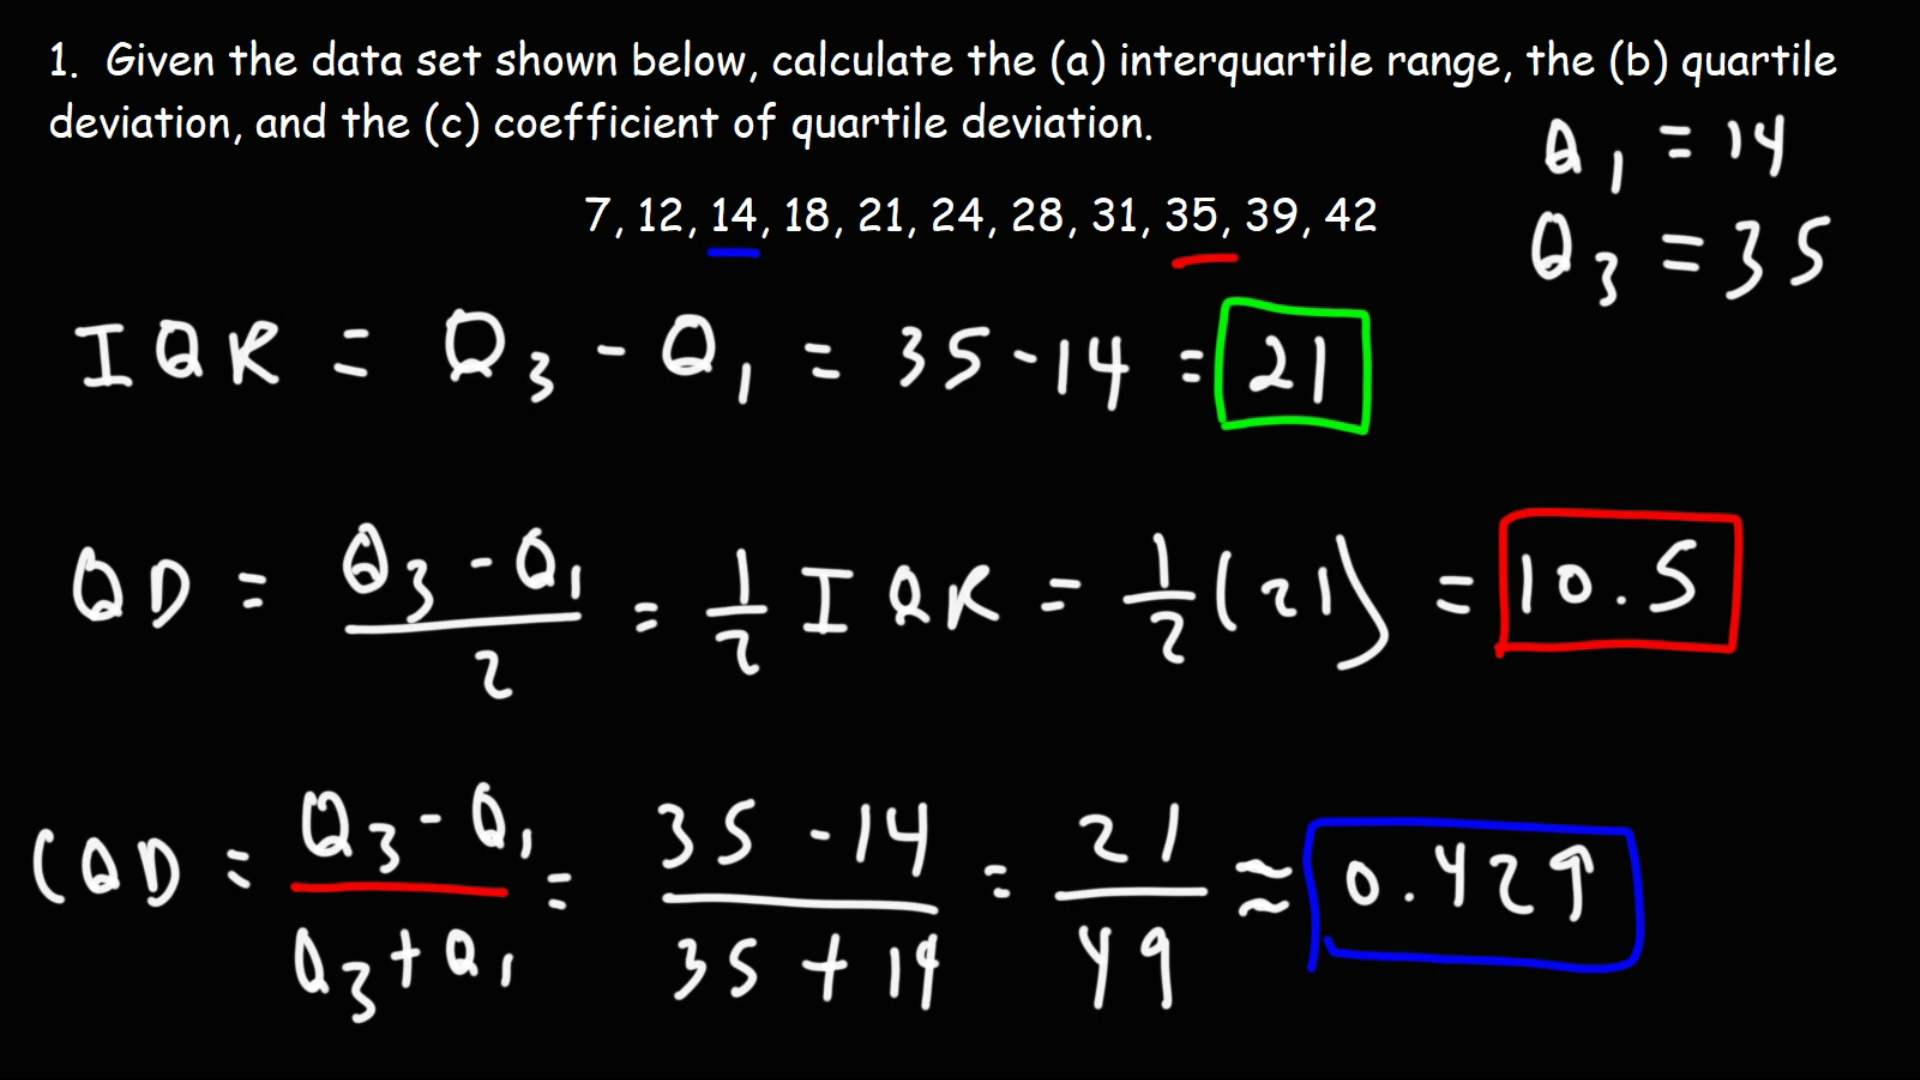 1. Given the data set shown below, calculate the (a) interquartile range, the (b) quartile
deviation, and the (c) coefficient of quartile deviation.
Q₁ = 14
7, 12, 14, 18, 21, 24, 28, 31, 35, 39, 42
Q₃ = 35
IQR = Q₃ - Q₁ = 35 - 14 = 21
QD = (Q₃ - Q₁)/2 = 1/2 IQR = 1/2 (21) = 10.5
CQD = (Q₃ - Q₁)/(Q₃ + Q₁) = (35 - 14)/(35 + 14) = 21/49 ≈ 0.429